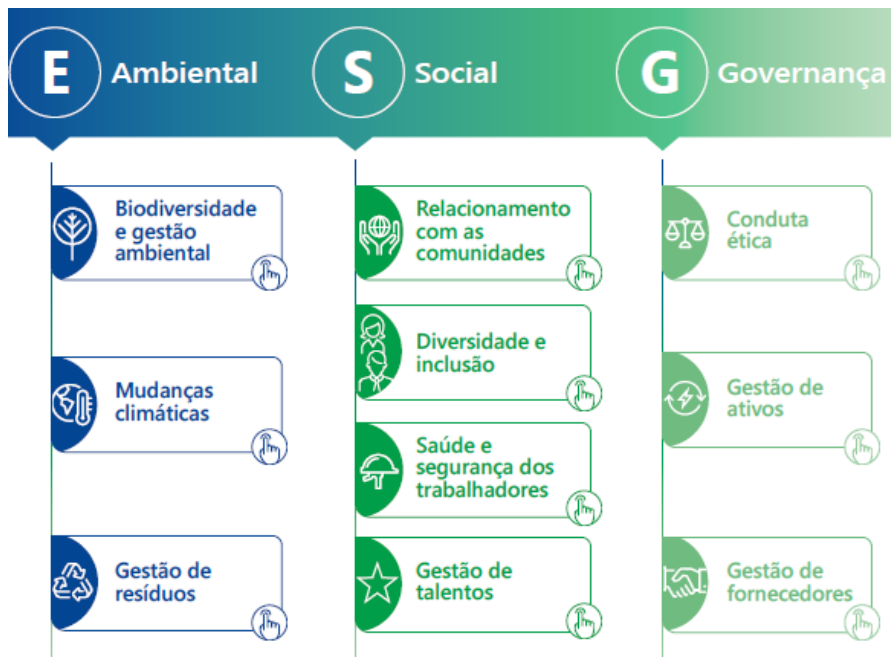 E Ambiental
S Social
G Governança
Biodiversidade
e gestão
ambiental
Mudanças
climáticas
Gestão de
resíduos
Relacionamento
com as
comunidades
Diversidade e
inclusão
Saúde e
segurança dos
trabalhadores
Gestão de
talentos
Conduta
ética
Gestão de
ativos
Gestão de
fornecedores